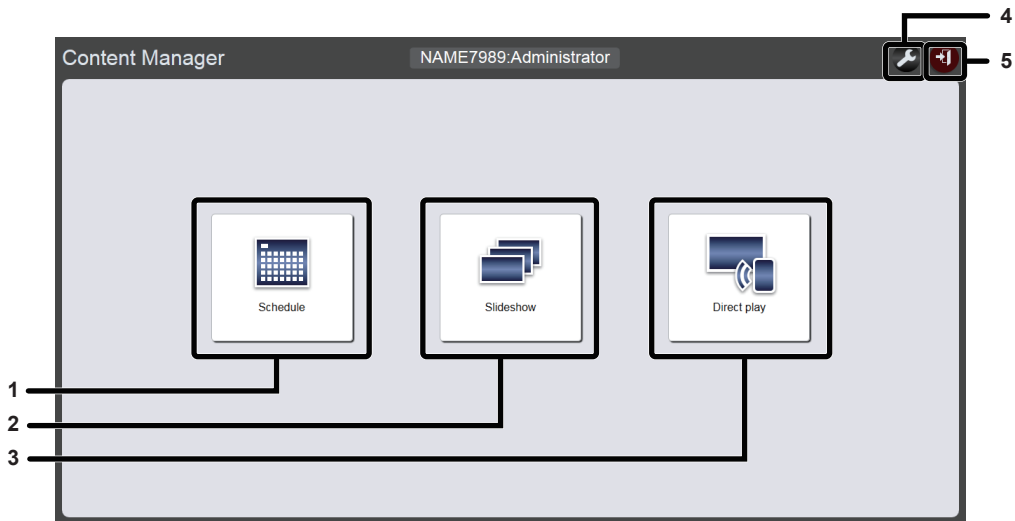 4
Content Manager
NAME7989:Administrator
5
Schedule
Slideshow
Direct play
1
2
3